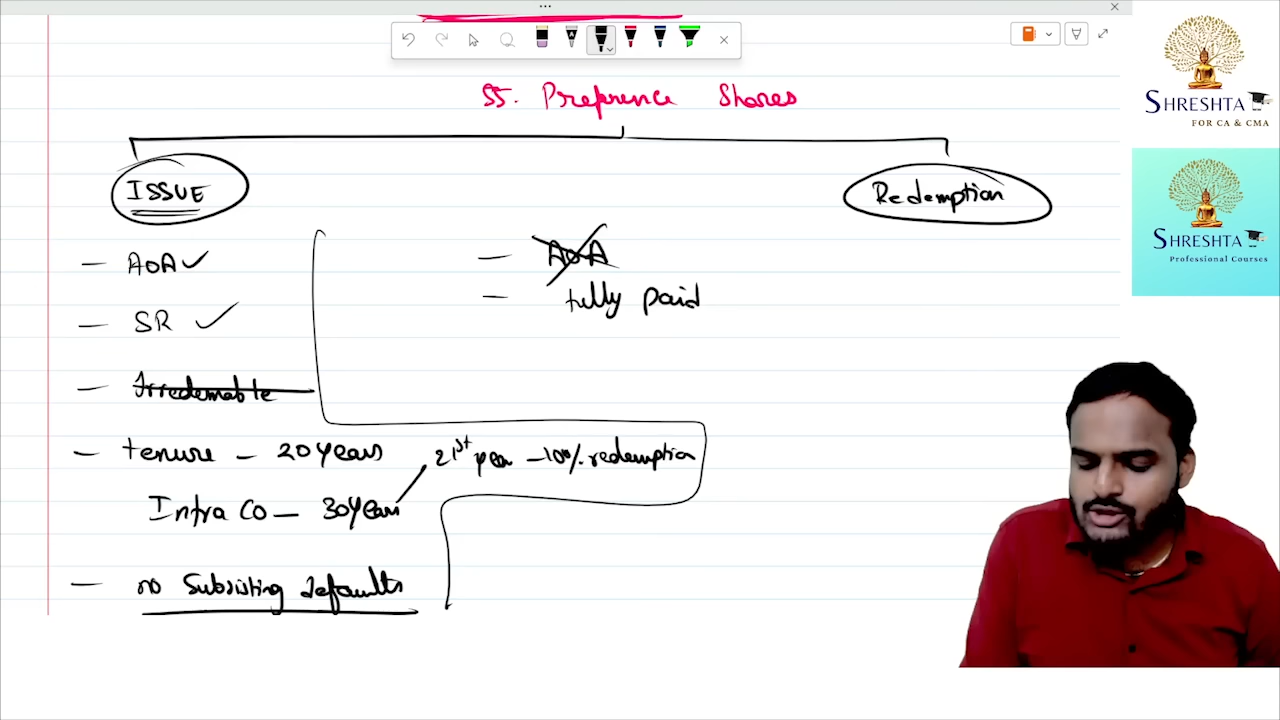 55. Preference Shares
ISSUE
Redemption
- AOA ✓
- SR ✓
- Irredemable
- tenure - 20 years
21st year - 100% redemption
Infra Co - 30 years
- no Subsisting defaults
- AOA
- fully paid
SHRESHTA
FOR CA & CMA
SHRESHTA
Professional Courses